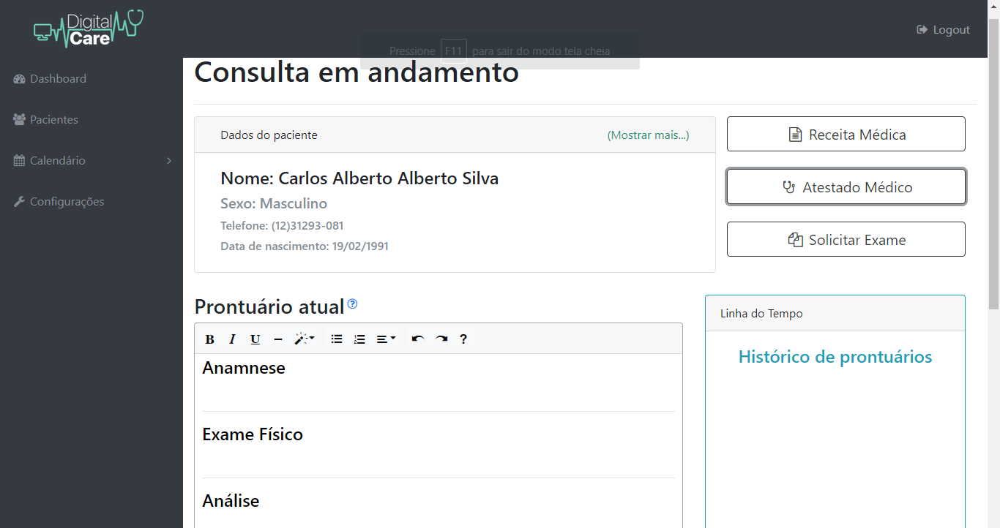 Digital
Care
Logout
Pressione F11 para sair do modo tela cheia
Dashboard
Pacientes
Calendário
Configurações
Consulta em andamento
Dados do paciente (Mostrar mais...)
Nome: Carlos Alberto Alberto Silva
Sexo: Masculino
Telefone: (12)31293-081
Data de nascimento: 19/02/1991
Receita Médica
Atestado Médico
Solicitar Exame
Prontuário atual ?
B I U ?
Anamnese
Exame Físico
Análise
Linha do Tempo
Histórico de prontuários